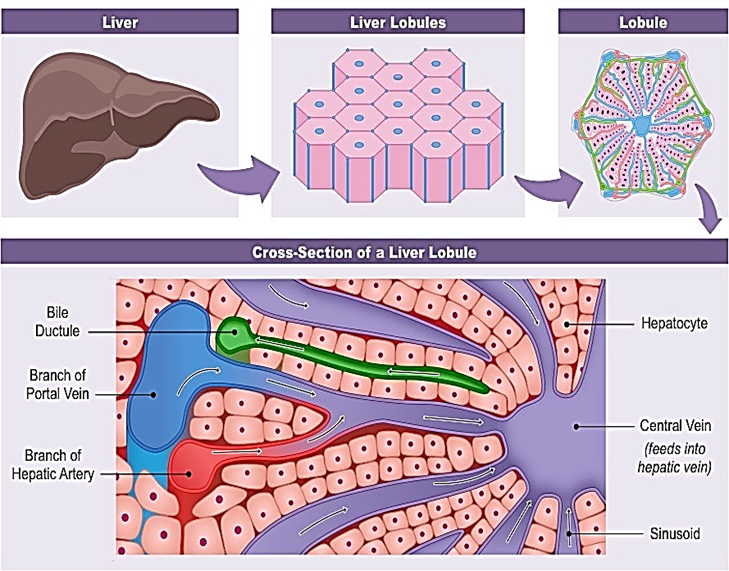 Liver
Liver Lobules
Lobule
Cross-Section of a Liver Lobule
Bile
Ductule
Branch of
Portal Vein
Branch of
Hepatic Artery
Hepatocyte
Central Vein
(feeds into
hepatic vein)
Sinusoid